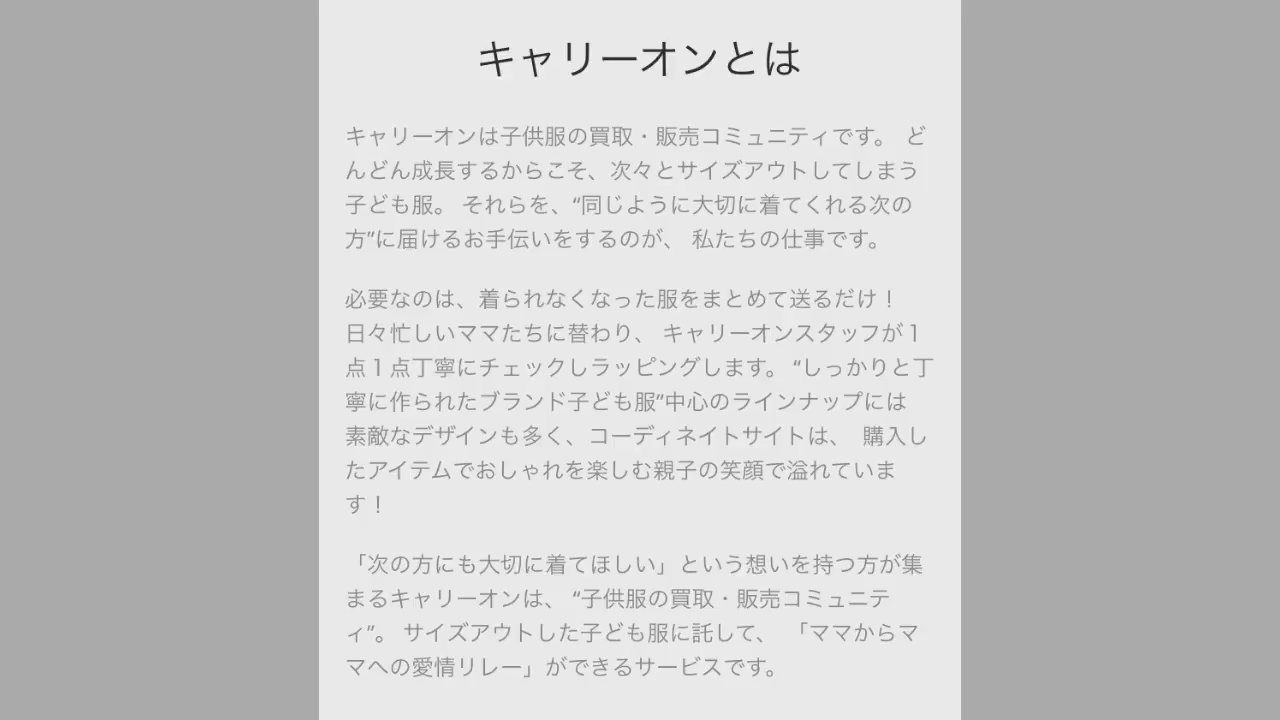 キャリーオンとは
キャリーオンは子供服の買取・販売コミュニティです。 ど
んどん成長するからこそ、次々とサイズアウトしてしまう
子ども服。 それらを、“同じように大切に着てくれる次の
方”に届けるお手伝いをするのが、 私たちの仕事です。
必要なのは、着られなくなった服をまとめて送るだけ！
日々忙しいママたちに替わり、 キャリーオンスタッフが１
点１点丁寧にチェックしラッピングします。 “しっかりと丁
寧に作られたブランド子ども服”中心のラインナップには
素敵なデザインも多く、コーディネイトサイトは、 購入し
たアイテムでおしゃれを楽しむ親子の笑顔で溢れていま
す！
「次の方にも大切に着てほしい」という想いを持つ方が集
まるキャリーオンは、 “子供服の買取・販売コミュニテ
ィ”。 サイズアウトした子ども服に託して、 「ママからマ
マへの愛情リレー」ができるサービスです。